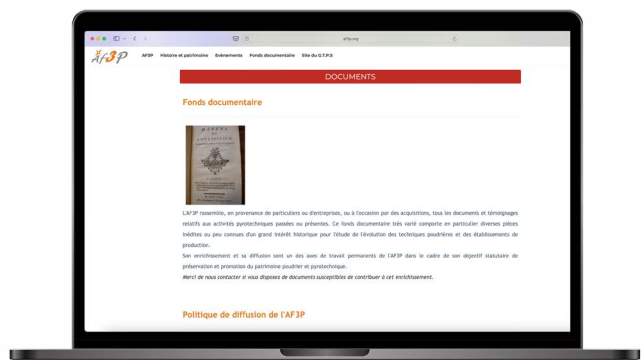 af3p.org
Af3P
AF3P Histoire et patrimoine Evènements Fonds documentaire Site du G.T.P.S
DOCUMENTS
Fonds documentaire
MANUEL
L'AF3P rassemble, en provenance de particuliers ou d'entreprises, ou à l'occasion par des acquisitions, tous les documents et témoignages
relatifs aux activités pyrotechniques passées ou présentes. Ce fonds documentaire très varié comporte en particulier diverses pièces
inédites ou peu connues d'un grand intérêt historique pour l'étude de l'évolution des techniques poudrières et des établissements de
production.
Son enrichissement et sa diffusion sont un des axes de travail permanents de l'AF3P dans le cadre de son objectif statutaire de
préservation et promotion du patrimoine poudrier et pyrotechnique.
Merci de nous contacter si vous disposez de documents susceptibles de contribuer à cet enrichissement.
Politique de diffusion de l'AF3P